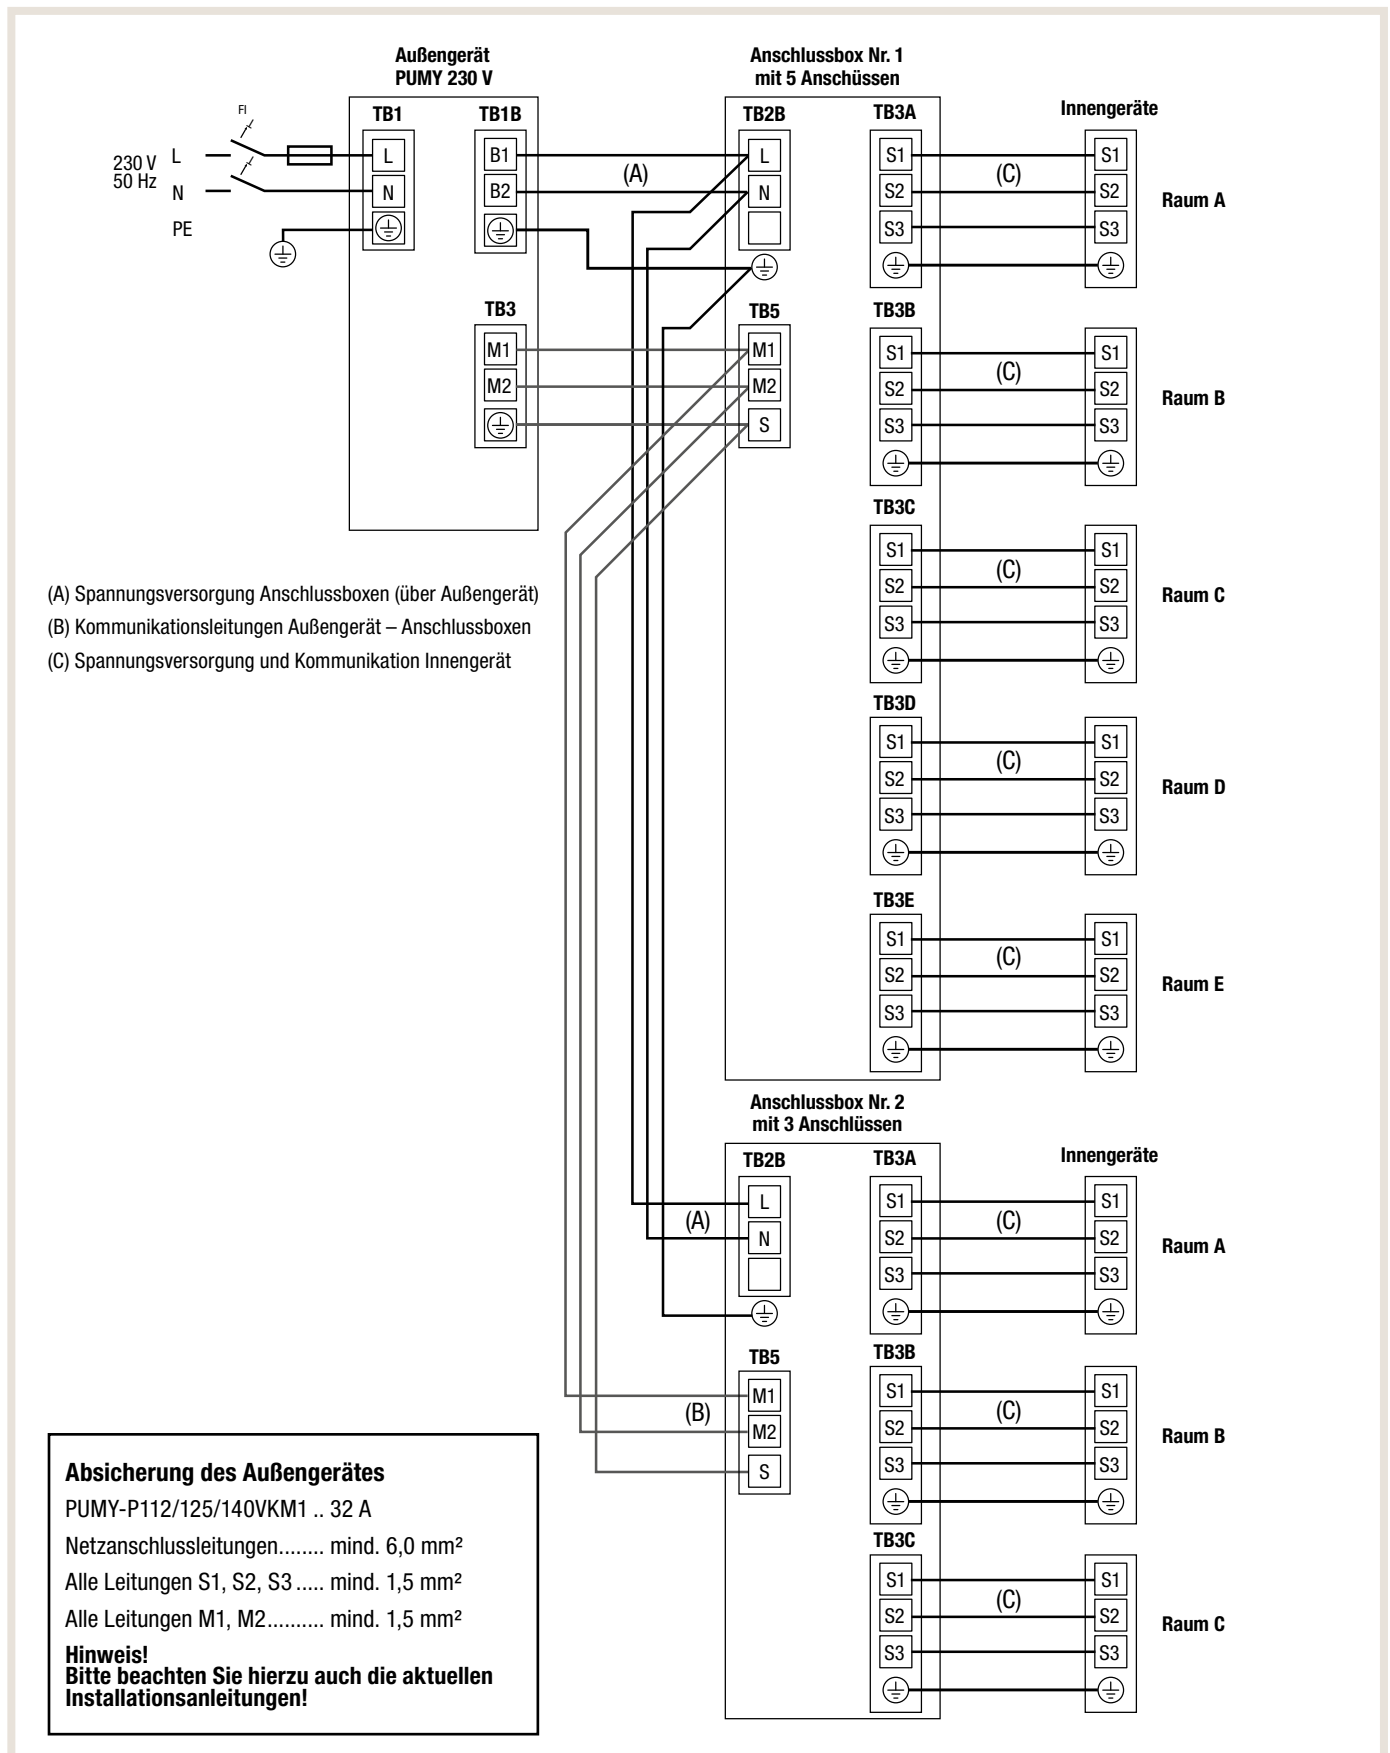 Außengerät
PUMY 230 V
Anschlussbox Nr. 1
mit 5 Anschüssen
Innengeräte
FI
TB1
TB1B
TB2B
TB3A
230 V
50 Hz
L
N
PE
L
N
B1
B2
(A)
L
N
S1
S2
S3
(C)
S1
S2
S3
Raum A
TB3
M1
M2
TB5
M1
M2
S
TB3B
S1
S2
S3
(C)
S1
S2
S3
Raum B
TB3C
S1
S2
S3
(C)
S1
S2
S3
Raum C
(A) Spannungsversorgung Anschlussboxen (über Außengerät)
(B) Kommunikationsleitungen Außengerät – Anschlussboxen
(C) Spannungsversorgung und Kommunikation Innengerät
TB3D
S1
S2
S3
(C)
S1
S2
S3
Raum D
TB3E
S1
S2
S3
(C)
S1
S2
S3
Raum E
Anschlussbox Nr. 2
mit 3 Anschlüssen
Innengeräte
TB2B
L
N
(A)
TB3A
S1
S2
S3
(C)
S1
S2
S3
Raum A
TB5
M1
M2
S
(B)
TB3B
S1
S2
S3
(C)
S1
S2
S3
Raum B
TB3C
S1
S2
S3
(C)
S1
S2
S3
Raum C
Absicherung des Außengerätes
PUMY-P112/125/140VKM1 .. 32 A
Netzanschlussleitungen........ mind. 6,0 mm²
Alle Leitungen S1, S2, S3 ..... mind. 1,5 mm²
Alle Leitungen M1, M2.......... mind. 1,5 mm²
Hinweis!
Bitte beachten Sie hierzu auch die aktuellen
Installationsanleitungen!